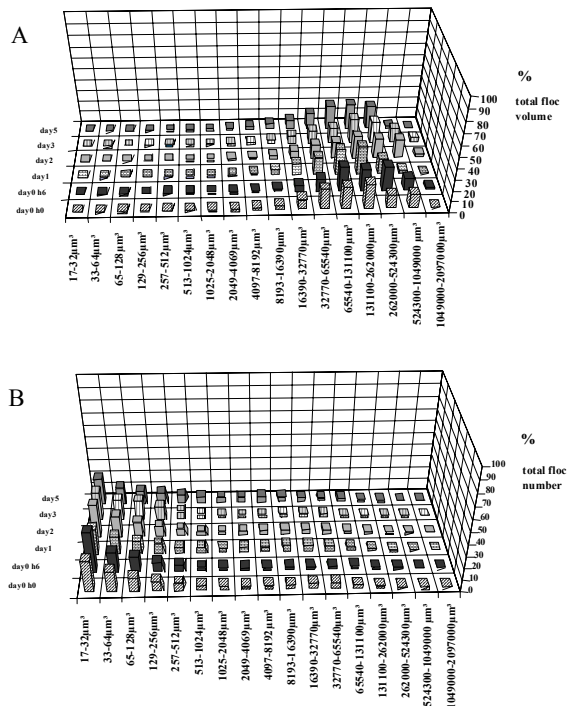 A
%
total floc
volume
100
90
80
70
60
50
40
30
20
10
0
day5
day3
day2
day1
day0 h6
day0 h0
17-32µm³
33-64µm³
65-128µm³
129-256µm³
257-512µm³
513-1024µm³
1025-2048µm³
2049-4069µm³
4097-8192µm³
8193-16390µm³
16390-32770µm³
32770-65540µm³
65540-131100µm³
131100-262000µm³
262000-524300µm³
524300-1049000 µm³
1049000-2097000µm³
B
%
total floc
number
100
90
80
70
60
50
40
30
20
10
0
day5
day3
day2
day1
day0 h6
day0 h0
17-32µm³
33-64µm³
65-128µm³
129-256µm³
257-512µm³
513-1024µm³
1025-2048µm³
2049-4069µm³
4097-8192µm³
8193-16390µm³
16392-32770µm³
32770-65540µm³
65540-131100µm³
131100-262000µm³
262000-524300µm³
524300-1049000 µm³
1049000-2097000µm³